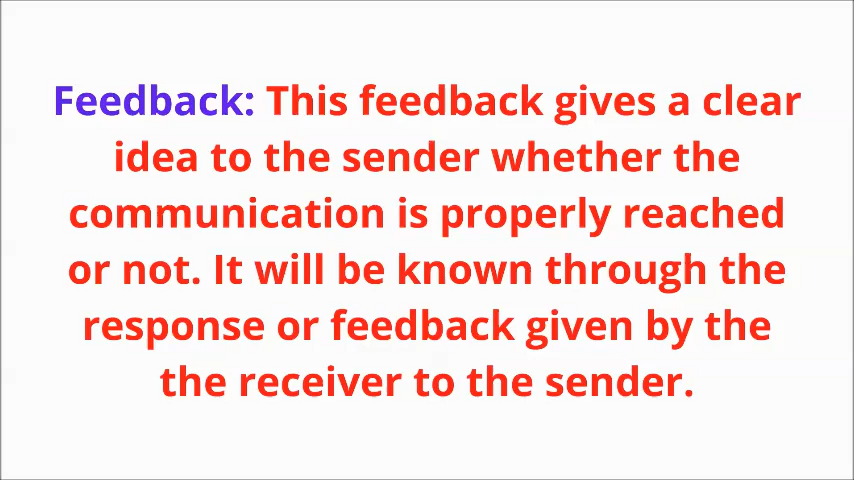 Feedback: This feedback gives a clear
idea to the sender whether the
communication is properly reached
or not. It will be known through the
response or feedback given by the
the receiver to the sender.